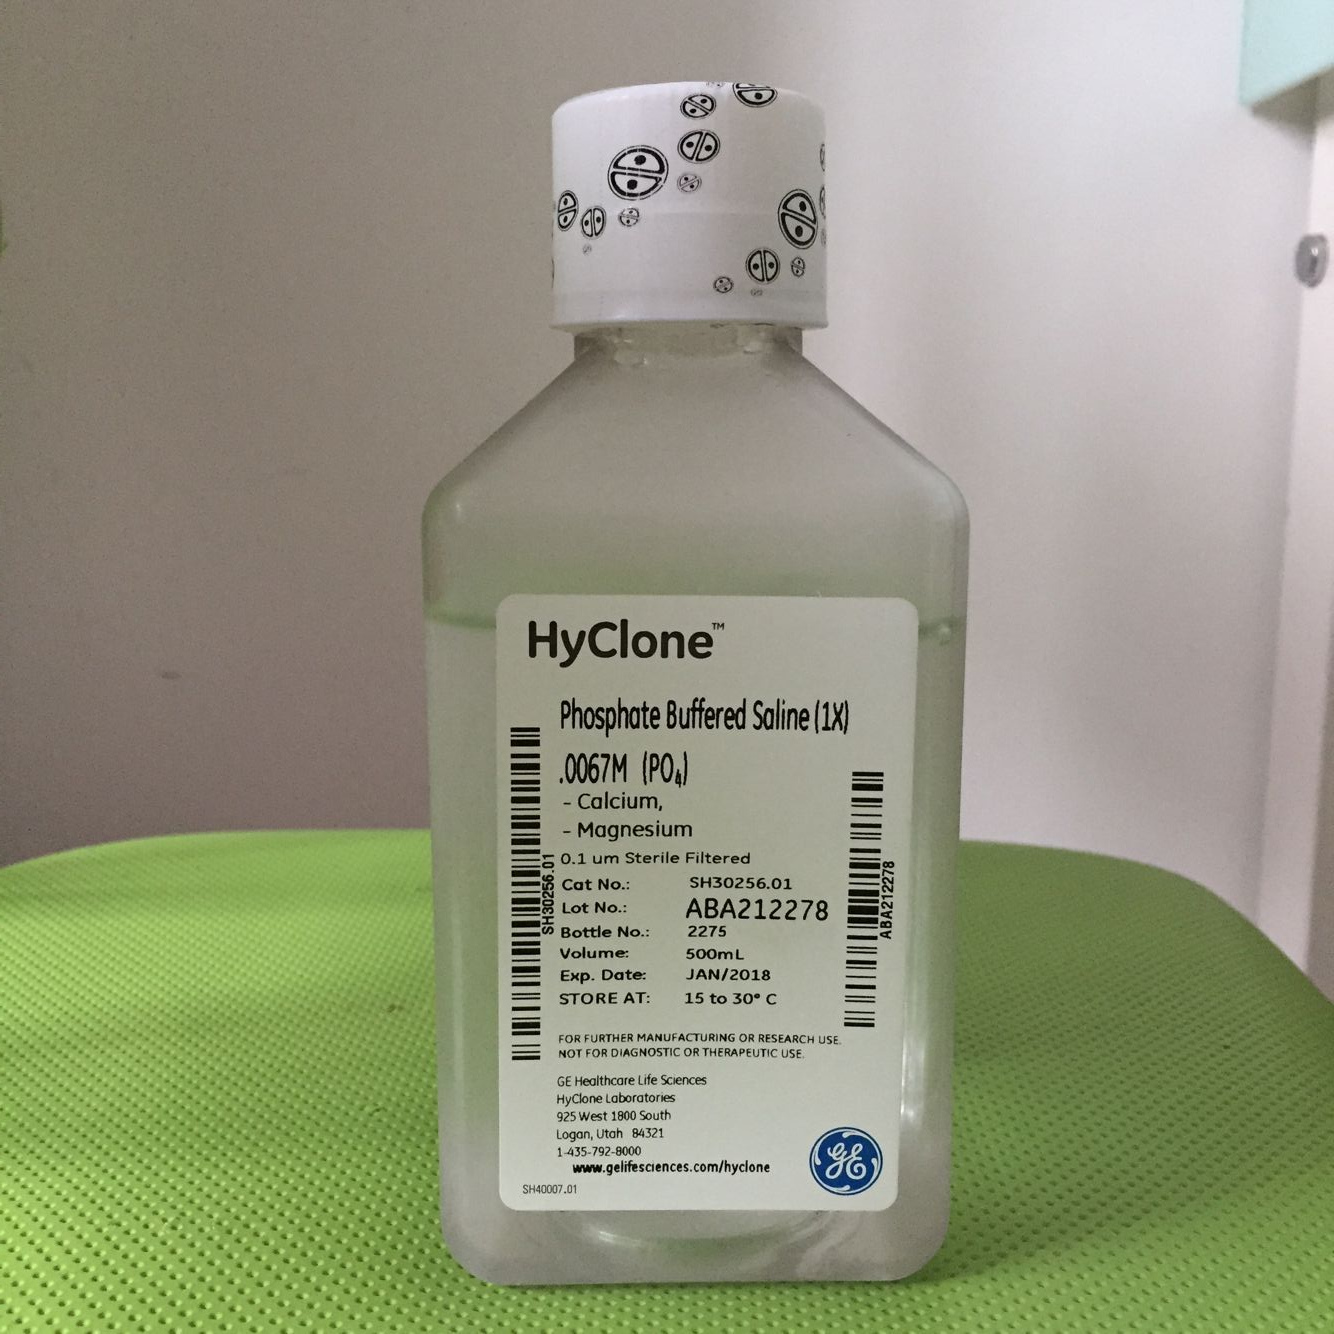 HyClone™
Phosphate Buffered Saline (1X)
.0067M (PO₄)
- Calcium,
- Magnesium
0.1 um Sterile Filtered
Cat No.: SH30256.01
Lot No.: ABA212278
Bottle No.: 2275
Volume: 500mL
Exp. Date: JAN/2018
STORE AT: 15 to 30° C
FOR FURTHER MANUFACTURING OR RESEARCH USE.
NOT FOR DIAGNOSTIC OR THERAPEUTIC USE.
GE Healthcare Life Sciences
HyClone Laboratories
925 West 1800 South
Logan, Utah 84321
1-435-792-8000
www.gelifesciences.com/hyclone
SH40007.01
GE
SH30256.01
ABA212278